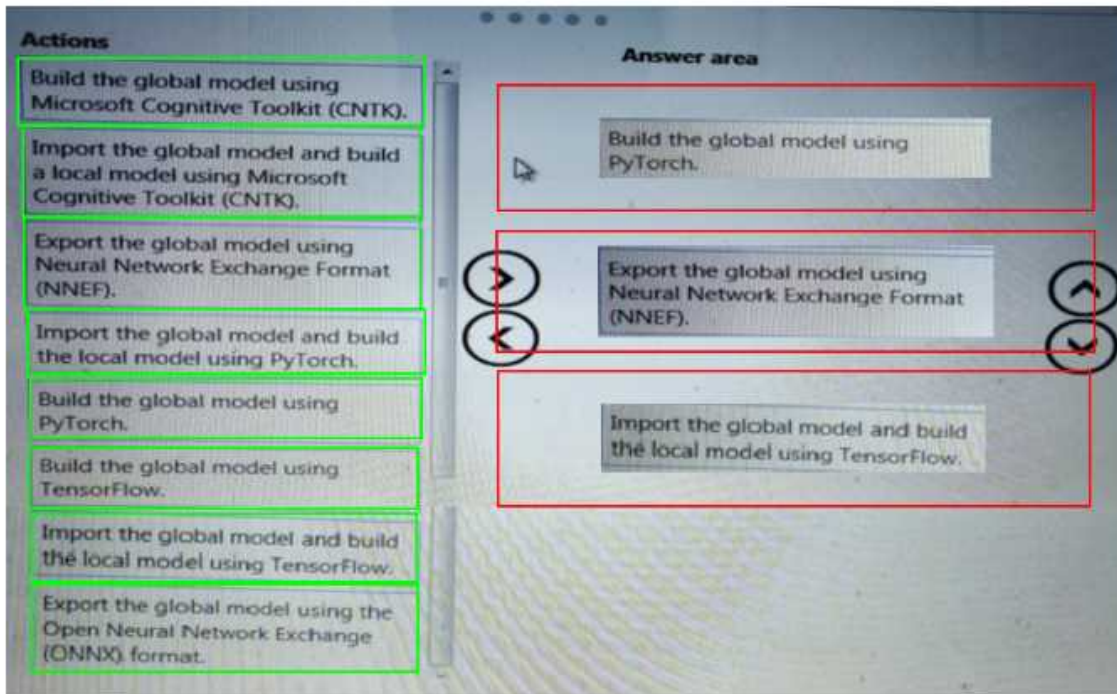 Actions
Build the global model using
Microsoft Cognitive Toolkit (CNTK).
Import the global model and build
a local model using Microsoft
Cognitive Toolkit (CNTK).
Export the global model using
Neural Network Exchange Format
(NNEF).
Import the global model and build
the local model using PyTorch.
Build the global model using
PyTorch.
Build the global model using
TensorFlow.
Import the global model and build
the local model using TensorFlow.
Export the global model using the
Open Neural Network Exchange
(ONNX) format.
Answer area
Build the global model using
PyTorch.
Export the global model using
Neural Network Exchange Format
(NNEF).
Import the global model and build
the local model using TensorFlow.